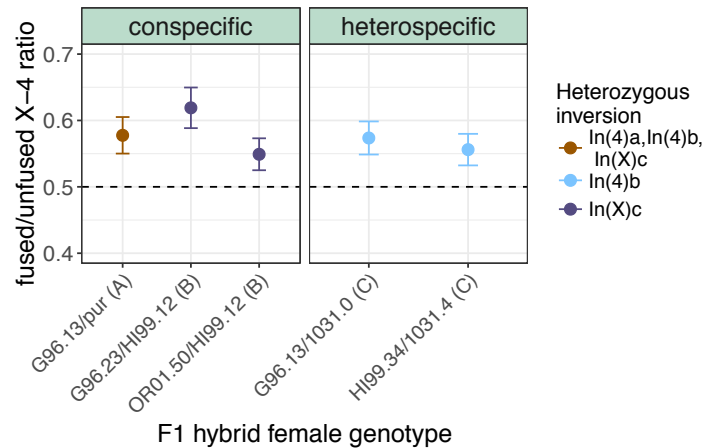 conspecific
heterospecific
fused/unfused X−4 ratio
0.7
0.6
0.5
0.4
G96.13/pur (A)
G96.23/HI99.12 (B)
OR01.50/HI99.12 (B)
G96.13/1031.0 (C)
HI99.34/1031.4 (C)
F1 hybrid female genotype
Heterozygous
inversion
In(4)a,In(4)b,
In(X)c
In(4)b
In(X)c